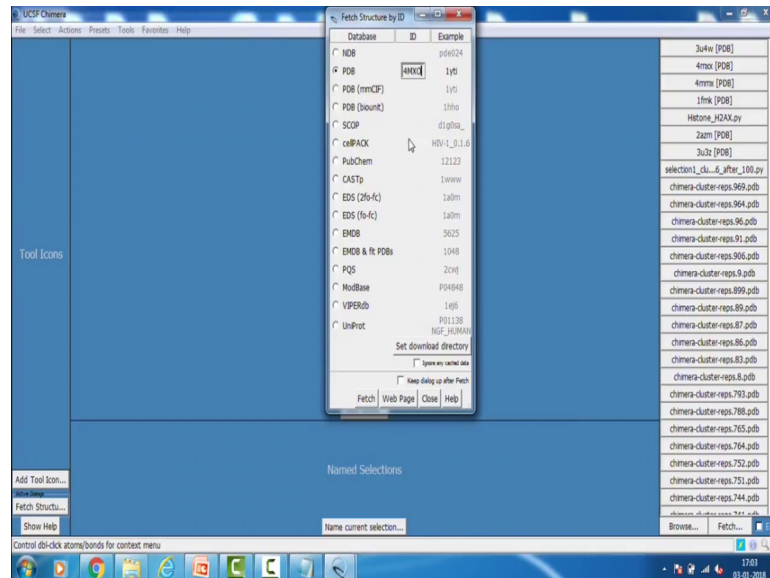 UCSF Chimera
File Select Actions Presets Tools Favorites Help
Fetch Structure by ID
Database ID Example
NDB pde024
PDB 4MXO 1yti
PDB (mmCIF) 1yti
PDB (biounit) 1hho
SCOP d1g0sa_
cellPACK HIV-1_0.1.6
PubChem 12123
CASTp 1www
EDS (2fo-fc) 1a0m
EDS (fo-fc) 1a0m
EMDB 5625
EMDB & fit PDBs 1048
PQS 2cwj
ModBase P04848
VIPERdb 1ej6
UniProt P01138
NGF_HUMAN
Set download directory
Ignore any cached data
Keep dialog up after Fetch
Fetch Web Page Close Help
Tool Icons
Named Selections
Add Tool Icon...
Active Dialogs
Fetch Structu...
Show Help
Name current selection...
3u4w [PDB]
4mxx [PDB]
4mmx [PDB]
1fmk [PDB]
Histone_H2AX.py
2azm [PDB]
3u3z [PDB]
selection1_clu...6_after_100.py
chimera-cluster-reps.969.pdb
chimera-cluster-reps.964.pdb
chimera-cluster-reps.96.pdb
chimera-cluster-reps.91.pdb
chimera-cluster-reps.906.pdb
chimera-cluster-reps.9.pdb
chimera-cluster-reps.899.pdb
chimera-cluster-reps.89.pdb
chimera-cluster-reps.87.pdb
chimera-cluster-reps.86.pdb
chimera-cluster-reps.83.pdb
chimera-cluster-reps.8.pdb
chimera-cluster-reps.793.pdb
chimera-cluster-reps.788.pdb
chimera-cluster-reps.765.pdb
chimera-cluster-reps.764.pdb
chimera-cluster-reps.752.pdb
chimera-cluster-reps.751.pdb
chimera-cluster-reps.744.pdb
chimera-cluster-reps.741.pdb
Browse... Fetch...
Control dbl-click atoms/bonds for context menu
17:03
03-01-2018